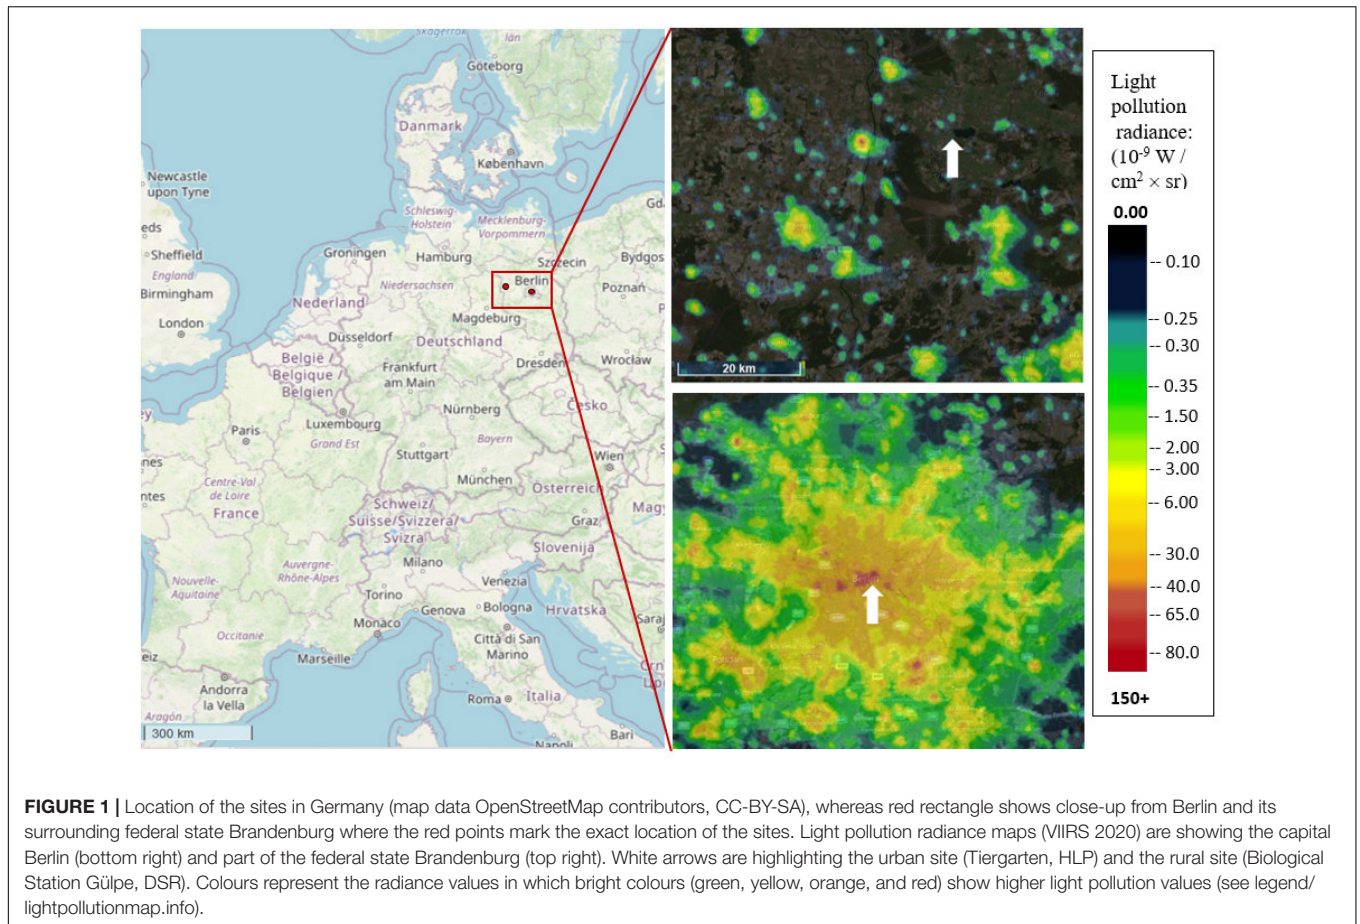 Skagerrak
län
Göteborg
Danmark
København
Newcastle
upon Tyne
Gda
Schleswig-
Holstein
Mecklenburg-
Vorpommern
eds
Sheffield
Groningen
Hamburg
Szczecin
Bydgos
England
Birmingham
Niedersachsen
Berlin
Poznań
Nederland
London
Magdeburg
Düsseldorf
Deutschland
België /
Belgique /
Belgien
Dresden
Wrocław
Frankfurt
am Main
Česko
ey
Luxembourg
Nürnberg
Paris
Grand Est
Bayern
Stuttgart
Wien
nnes
München
Centre-Val
de Loire
Österreich
ntes
France
Schweiz/
Suisse/Svizzera/
Svizra
Magy
Graz
Slovenija
Milano
Auvergne-
Rhône-Alpes
Venezia
Nouvelle-
Aquitaine
Torino
Genova
Bologna
Hrvatska
Monaco
Saraj
Occitanie
Città di San
Marino
eiz
Marseille
Andorra
la Vella
Roma
Italia
Aragón
Bari
300 km
Napoli
20 km
Light
pollution
radiance:
(10⁻⁹ W /
cm² × sr)
0.00
-- 0.10
-- 0.25
-- 0.30
-- 0.35
-- 1.50
-- 2.00
-- 3.00
-- 6.00
-- 30.0
-- 40.0
-- 65.0
-- 80.0
150+
FIGURE 1 | Location of the sites in Germany (map data OpenStreetMap contributors, CC-BY-SA), whereas red rectangle shows close-up from Berlin and its
surrounding federal state Brandenburg where the red points mark the exact location of the sites. Light pollution radiance maps (VIIRS 2020) are showing the capital
Berlin (bottom right) and part of the federal state Brandenburg (top right). White arrows are highlighting the urban site (Tiergarten, HLP) and the rural site (Biological
Station Gülpe, DSR). Colours represent the radiance values in which bright colours (green, yellow, orange, and red) show higher light pollution values (see legend/
lightpollutionmap.info).